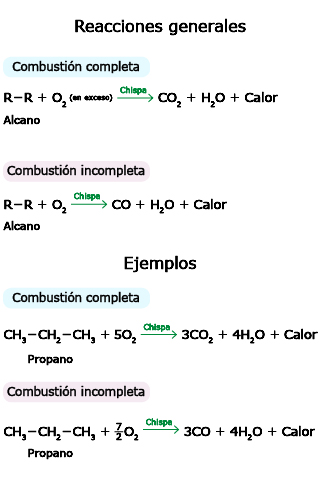 Reacciones generales
Combustión completa
Chispa
R−R + O₂ (en exceso) ⟶ CO₂ + H₂O + Calor
Alcano
Combustión incompleta
Chispa
R−R + O₂ ⟶ CO + H₂O + Calor
Alcano
Ejemplos
Combustión completa
Chispa
CH₃−CH₂−CH₃ + 5O₂ ⟶ 3CO₂ + 4H₂O + Calor
Propano
Combustión incompleta
Chispa
CH₃−CH₂−CH₃ + 7/2 O₂ ⟶ 3CO + 4H₂O + Calor
Propano